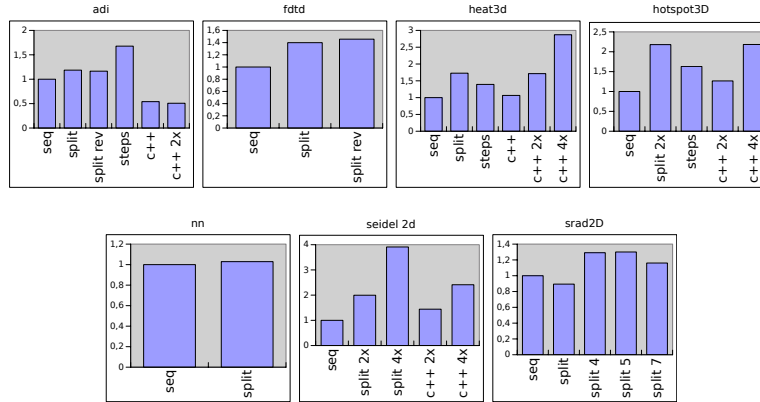 adi
2
1,5
1
0,5
0
seq
split
split rev
steps
c++
c++ 2x
fdtd
1,6
1,4
1,2
1
0,8
0,6
0,4
0,2
0
seq
split
split rev
heat3d
3
2,5
2
1,5
1
0,5
0
seq
split
steps
c++
c++ 2x
c++ 4x
hotspot3D
2,5
2
1,5
1
0,5
0
seq
split 2x
steps
c++ 2x
c++ 4x
nn
1,2
1
0,8
0,6
0,4
0,2
0
seq
split
seidel 2d
4
3
2
1
0
seq
split 2x
split 4x
c++ 2x
c++ 4x
srad2D
1,4
1,2
1
0,8
0,6
0,4
0,2
0
seq
split
split 4
split 5
split 7